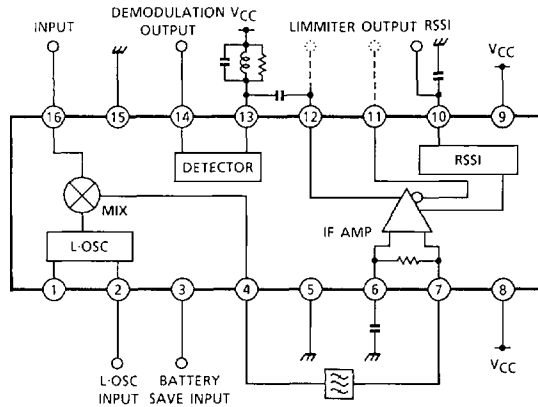 INPUT
DEMODULATION OUTPUT
VCC
LIMMITER OUTPUT
RSSI
VCC
16
15
14
13
12
11
10
9
DETECTOR
RSSI
MIX
IF AMP
L·OSC
1
2
3
4
5
6
7
8
L·OSC INPUT
BATTERY SAVE INPUT
VCC